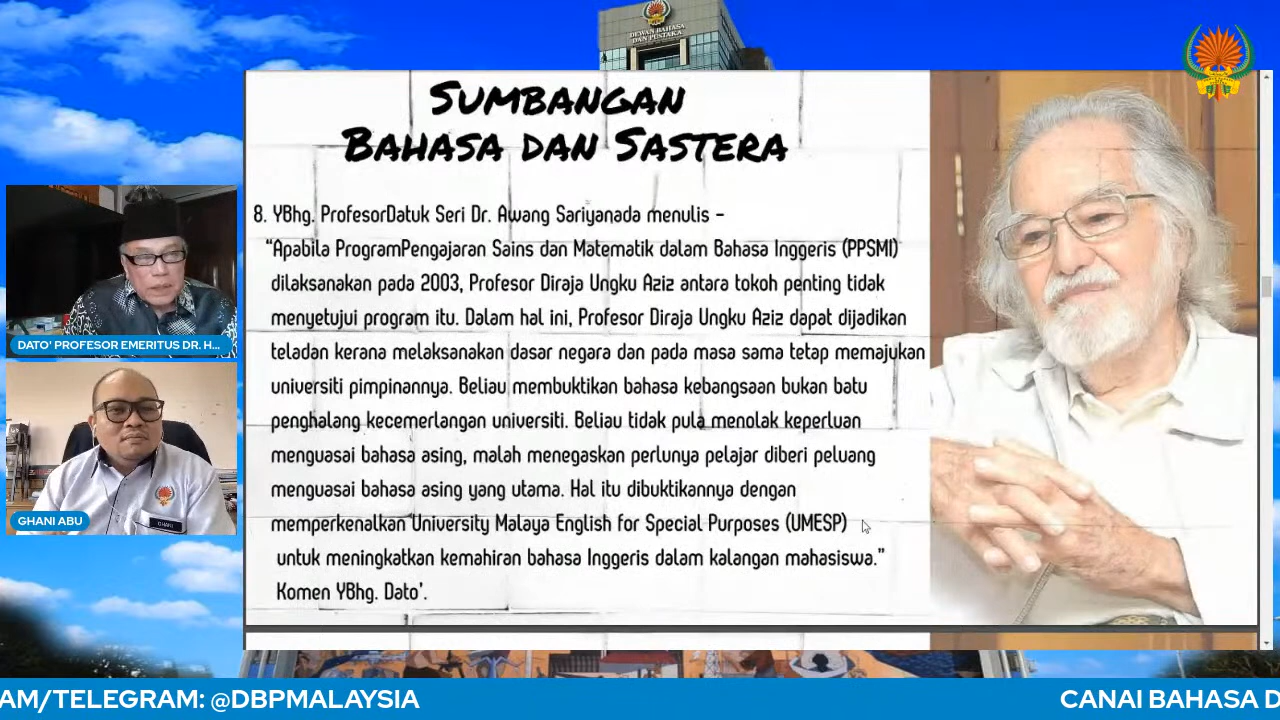 DEWAN BAHASA
DAN PUSTAKA
SUMBANGAN
BAHASA DAN SASTERA
8. YBhg. ProfesorDatuk Seri Dr. Awang Sariyanada menulis –
“Apabila ProgramPengajaran Sains dan Matematik dalam Bahasa Inggeris (PPSMI)
dilaksanakan pada 2003, Profesor Diraja Ungku Aziz antara tokoh penting tidak
menyetujui program itu. Dalam hal ini, Profesor Diraja Ungku Aziz dapat dijadikan
teladan kerana melaksanakan dasar negara dan pada masa sama tetap memajukan
universiti pimpinannya. Beliau membuktikan bahasa kebangsaan bukan batu
penghalang kecemerlangan universiti. Beliau tidak pula menolak keperluan
menguasai bahasa asing, malah menegaskan perlunya pelajar diberi peluang
menguasai bahasa asing yang utama. Hal itu dibuktikannya dengan
memperkenalkan University Malaya English for Special Purposes (UMESP)
untuk meningkatkan kemahiran bahasa Inggeris dalam kalangan mahasiswa.”
Komen YBhg. Dato’.
DATO' PROFESOR EMERITUS DR. H...
GHANI ABU
GHANI
AM/TELEGRAM: @DBPMALAYSIA
CANAI BAHASA D